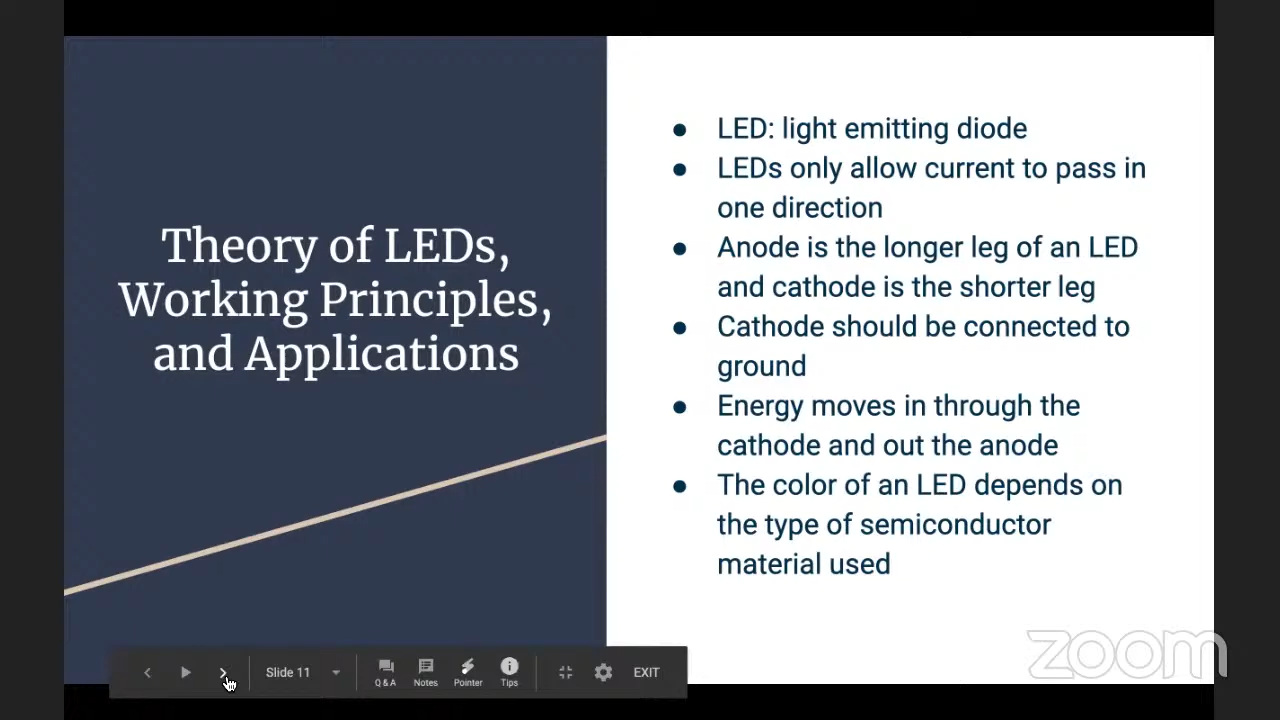 Theory of LEDs,
Working Principles,
and Applications
● LED: light emitting diode
● LEDs only allow current to pass in
one direction
● Anode is the longer leg of an LED
and cathode is the shorter leg
● Cathode should be connected to
ground
● Energy moves in through the
cathode and out the anode
● The color of an LED depends on
the type of semiconductor
material used
Slide 11
Q & A
Notes
Pointer
Tips
EXIT
zoom